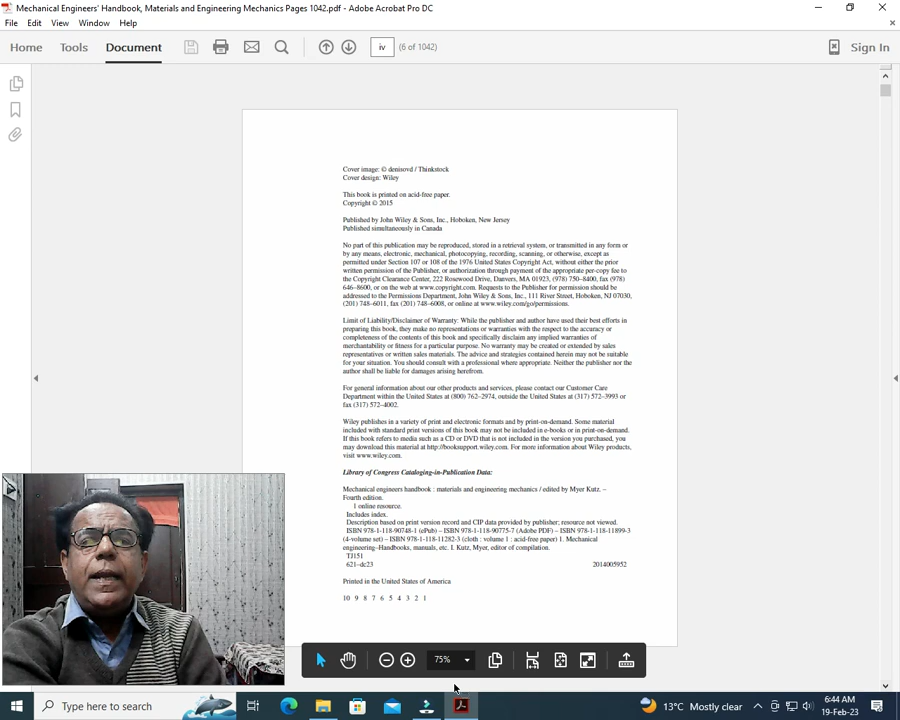 Mechanical Engineers' Handbook, Materials and Engineering Mechanics Pages 1042.pdf - Adobe Acrobat Pro DC
File Edit View Window Help
Home Tools Document iv (6 of 1042) Sign In
Cover image: © denisovd / Thinkstock
Cover design: Wiley
This book is printed on acid-free paper.
Copyright © 2015
Published by John Wiley & Sons, Inc., Hoboken, New Jersey
Published simultaneously in Canada
No part of this publication may be reproduced, stored in a retrieval system, or transmitted in any form or
by any means, electronic, mechanical, photocopying, recording, scanning, or otherwise, except as
permitted under Section 107 or 108 of the 1976 United States Copyright Act, without either the prior
written permission of the Publisher, or authorization through payment of the appropriate per-copy fee to
the Copyright Clearance Center, 222 Rosewood Drive, Danvers, MA 01923, (978) 750–8400, fax (978)
646–8600, or on the web at www.copyright.com. Requests to the Publisher for permission should be
addressed to the Permissions Department, John Wiley & Sons, Inc., 111 River Street, Hoboken, NJ 07030,
(201) 748–6011, fax (201) 748–6008, or online at www.wiley.com/go/permissions.
Limit of Liability/Disclaimer of Warranty: While the publisher and author have used their best efforts in
preparing this book, they make no representations or warranties with the respect to the accuracy or
completeness of the contents of this book and specifically disclaim any implied warranties of
merchantability or fitness for a particular purpose. No warranty may be created or extended by sales
representatives or written sales materials. The advice and strategies contained herein may not be suitable
for your situation. You should consult with a professional where appropriate. Neither the publisher nor the
author shall be liable for damages arising herefrom.
For general information about our other products and services, please contact our Customer Care
Department within the United States at (800) 762–2974, outside the United States at (317) 572–3993 or
fax (317) 572–4002.
Wiley publishes in a variety of print and electronic formats and by print-on-demand. Some material
included with standard print versions of this book may not be included in e-books or in print-on-demand.
If this book refers to media such as a CD or DVD that is not included in the version you purchased, you
may download this material at http://booksupport.wiley.com. For more information about Wiley products,
visit www.wiley.com.
Library of Congress Cataloging-in-Publication Data:
Mechanical engineers handbook : materials and engineering mechanics / edited by Myer Kutz. –
Fourth edition.
1 online resource.
Includes index.
Description based on print version record and CIP data provided by publisher; resource not viewed.
ISBN 978-1-118-90748-1 (ePub) – ISBN 978-1-118-90775-7 (Adobe PDF) – ISBN 978-1-118-11899-3
(4-volume set) – ISBN 978-1-118-11282-3 (cloth : volume 1 : acid-free paper) 1. Mechanical
engineering–Handbooks, manuals, etc. I. Kutz, Myer, editor of compilation.
TJ151
621–dc23 2014005952
Printed in the United States of America
10 9 8 7 6 5 4 3 2 1
75%
Type here to search 13°C Mostly clear 6:44 AM
19-Feb-23